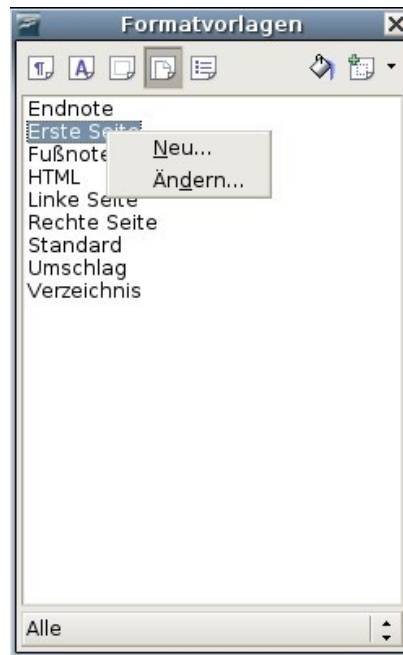 Formatvorlagen
Endnote
Erste Seite
Neu...
Fußnote
HTML
Ändern...
Linke Seite
Rechte Seite
Standard
Umschlag
Verzeichnis
Alle